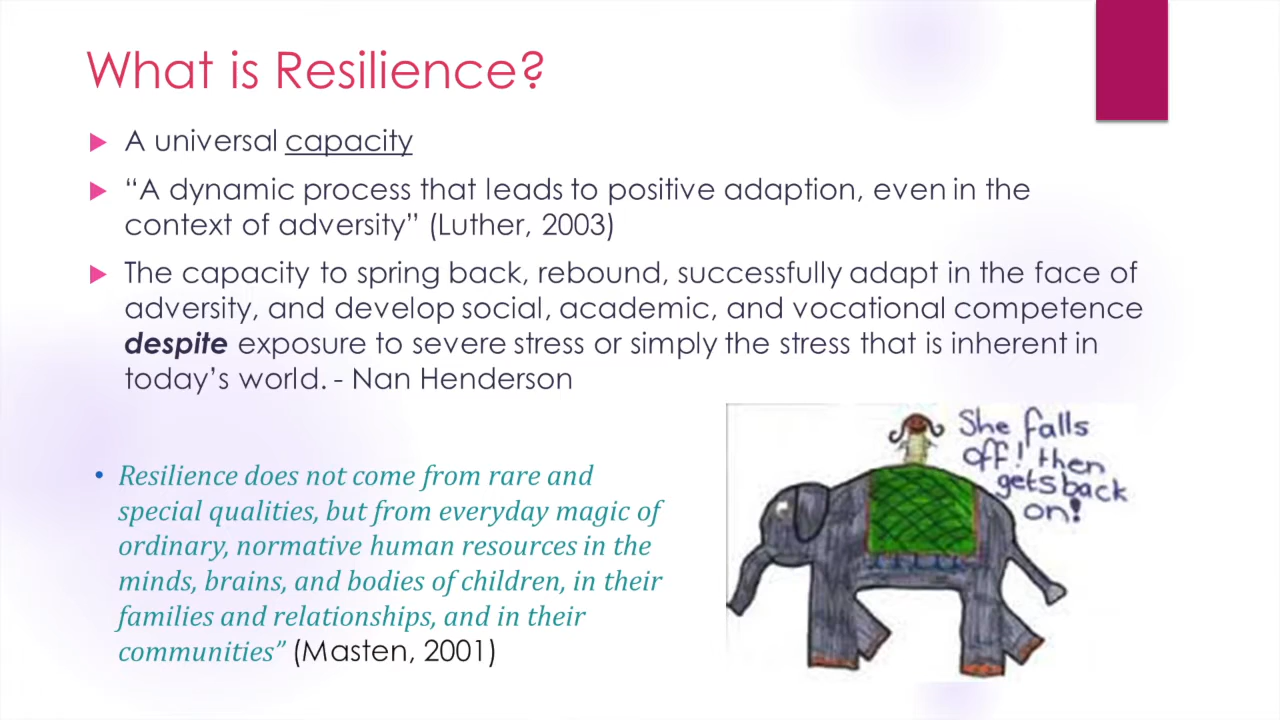 What is Resilience?
A universal capacity
“A dynamic process that leads to positive adaption, even in the
context of adversity” (Luther, 2003)
The capacity to spring back, rebound, successfully adapt in the face of
adversity, and develop social, academic, and vocational competence
despite exposure to severe stress or simply the stress that is inherent in
today’s world. - Nan Henderson
Resilience does not come from rare and
special qualities, but from everyday magic of
ordinary, normative human resources in the
minds, brains, and bodies of children, in their
families and relationships, and in their
communities” (Masten, 2001)
She falls
off! then
gets back
on!